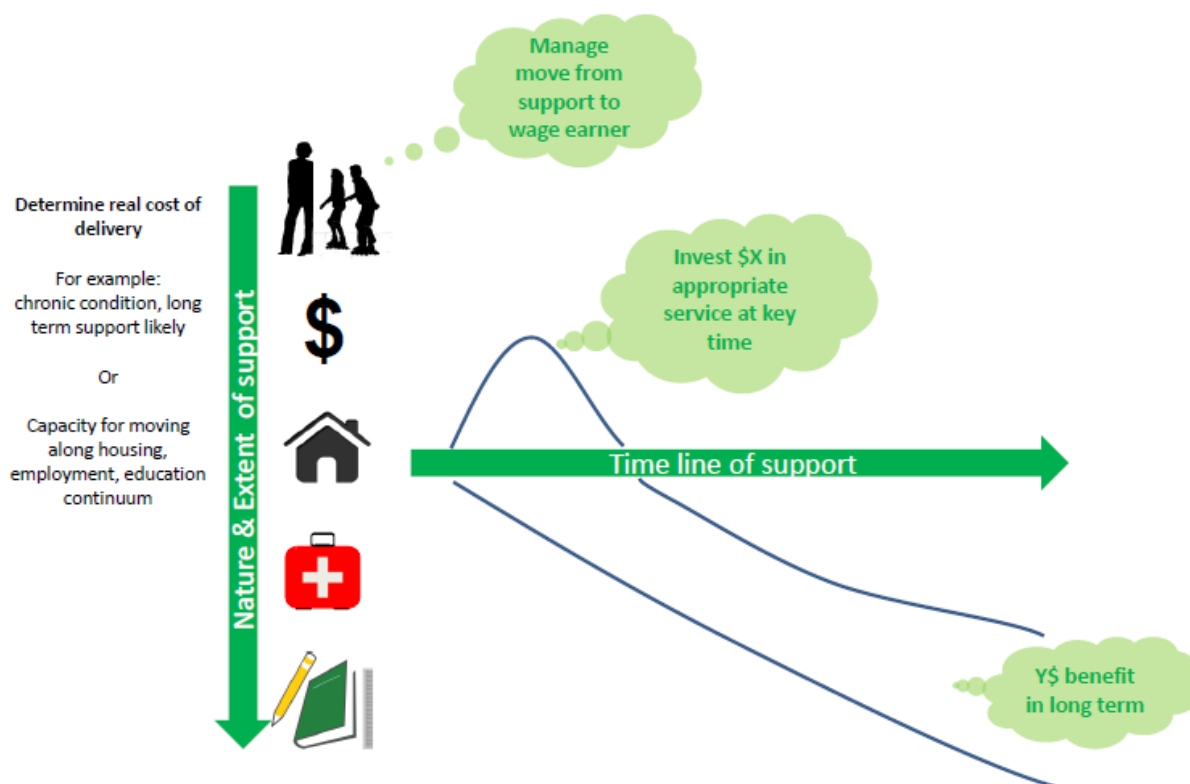 Manage
move from
support to
wage earner
Determine real cost of
delivery
For example:
chronic condition, long
term support likely
Or
Capacity for moving
along housing,
employment, education
continuum
Nature & Extent of support
$
Invest $X in
appropriate
service at key
time
Time line of support
Y$ benefit
in long term